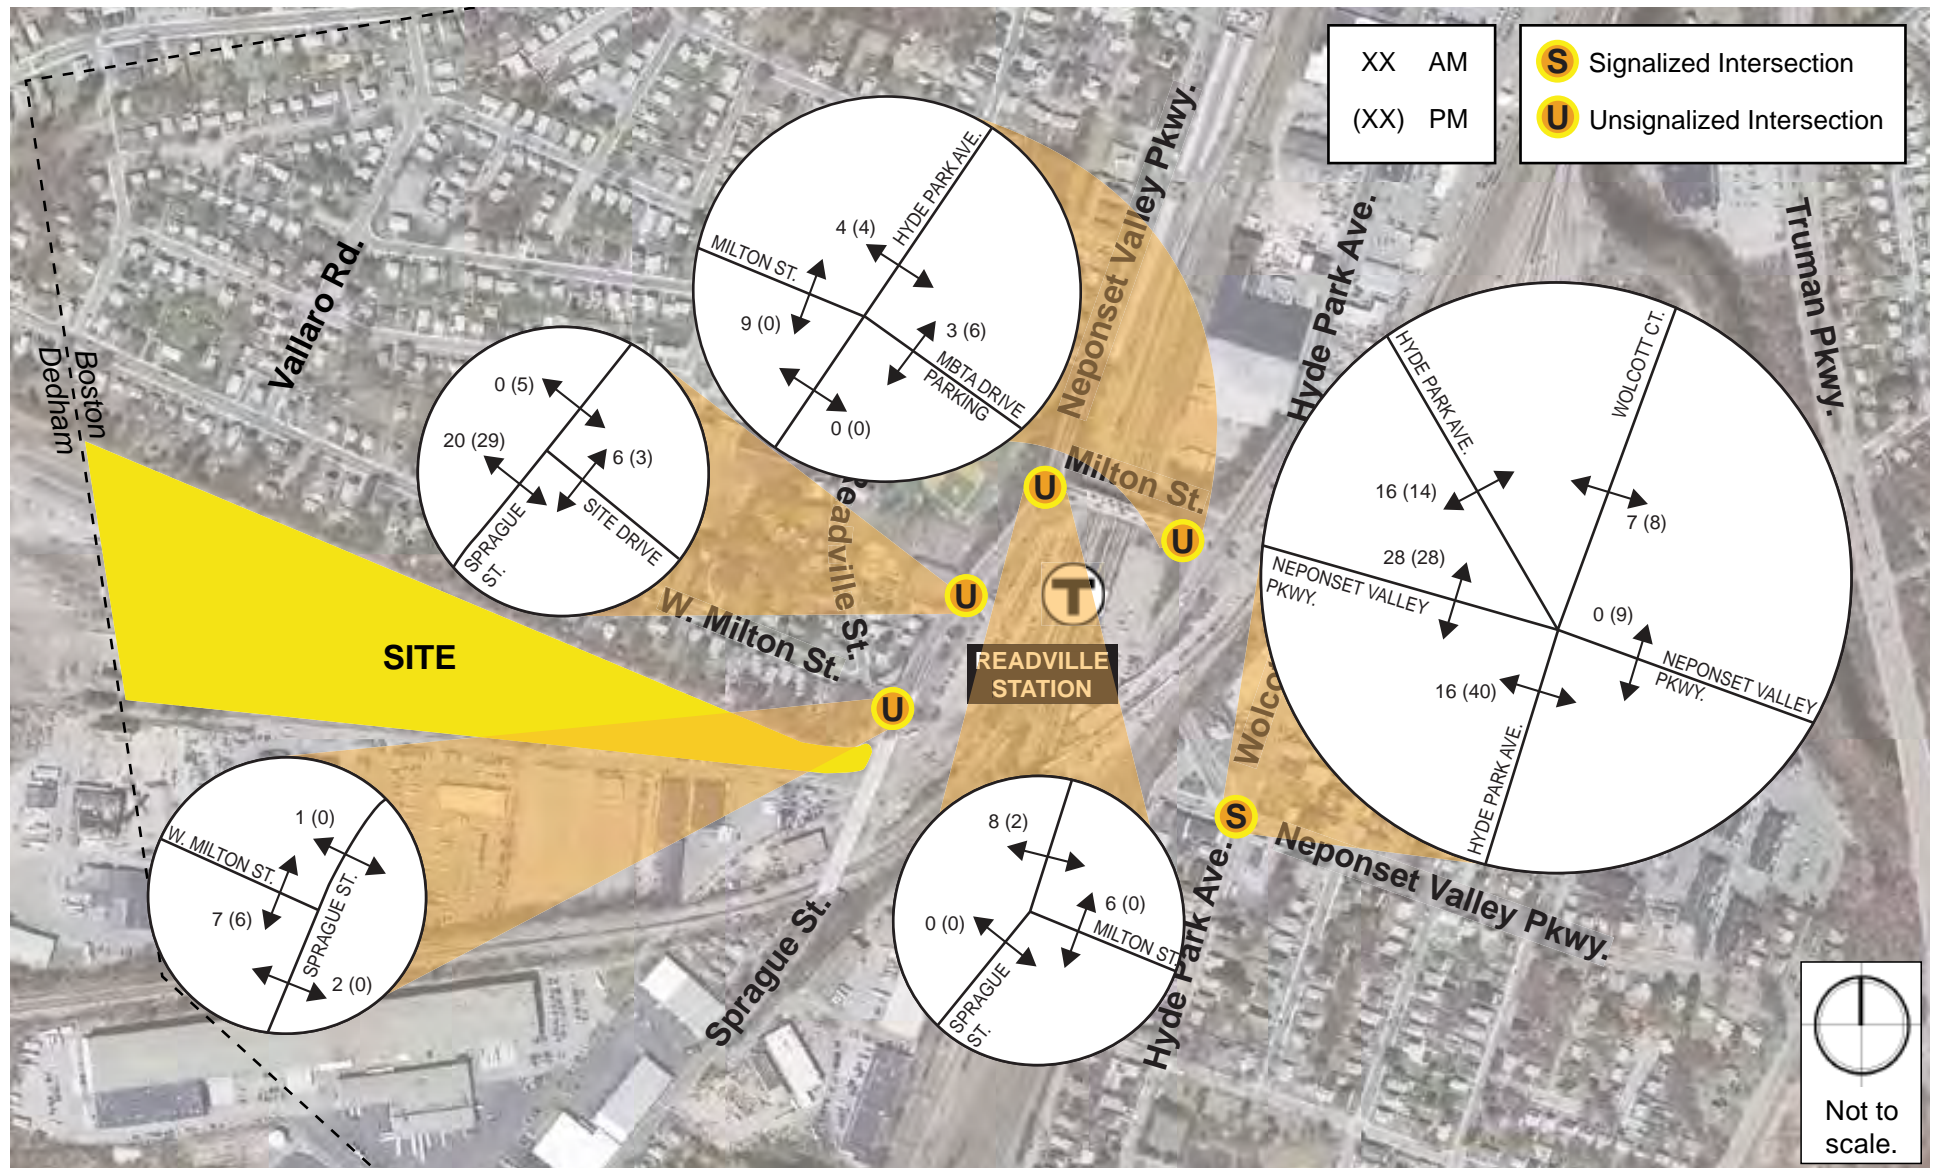 XX AM
(XX) PM
S Signalized Intersection
U Unsignalized Intersection
Neponset Valley Pkwy.
Hyde Park Ave.
Truman Pkwy.
Vallaro Rd.
Boston
Dedham
HYDE PARK AVE.
4 (4)
MILTON ST.
9 (0)
3 (6)
MBTA DRIVE
PARKING
0 (0)
0 (5)
20 (29)
6 (3)
SPRAGUE
ST.
SITE DRIVE
HYDE PARK AVE.
WOLCOTT CT.
16 (14)
7 (8)
28 (28)
NEPONSET VALLEY
PKWY.
0 (9)
NEPONSET VALLEY
PKWY.
16 (40)
HYDE PARK AVE.
Milton St.
U
U
U
U
S
T
READVILLE
STATION
Readville St.
W. Milton St.
SITE
Neponset Valley Pkwy.
Hyde Park Ave.
Sprague St.
1 (0)
W. MILTON ST.
7 (6)
SPRAGUE ST.
2 (0)
8 (2)
6 (0)
0 (0)
MILTON ST.
SPRAGUE
ST.
Not to
scale.